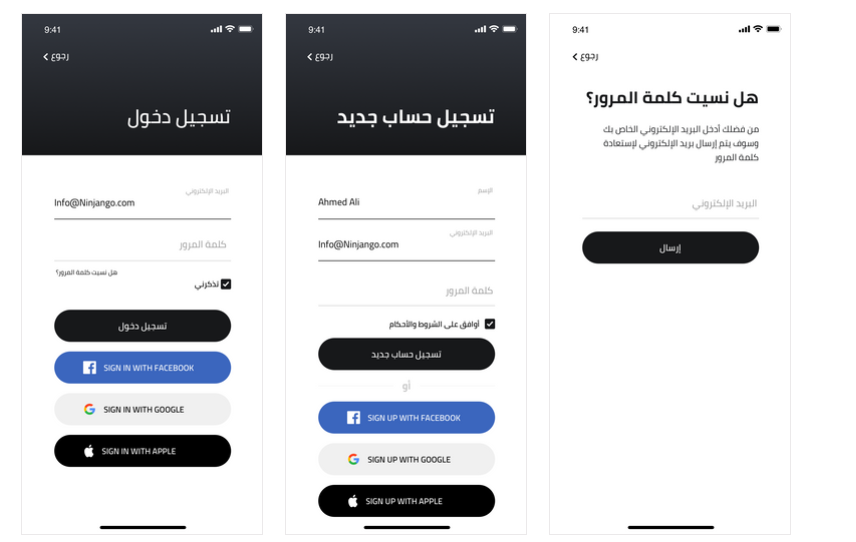 9:41
رجوع
تسجيل دخول
البريد الإلكتروني
Info@Ninjango.com
كلمة المرور
هل نسيت كلمة المرور؟
تذكرني
تسجيل دخول
SIGN IN WITH FACEBOOK
SIGN IN WITH GOOGLE
SIGN IN WITH APPLE
9:41
رجوع
تسجيل حساب جديد
الإسم
Ahmed Ali
البريد الإلكتروني
Info@Ninjango.com
كلمة المرور
أوافق على الشروط والأحكام
تسجيل حساب جديد
أو
SIGN UP WITH FACEBOOK
SIGN UP WITH GOOGLE
SIGN UP WITH APPLE
9:41
رجوع
هل نسيت كلمة المرور؟
من فضلك أدخل البريد الإلكتروني الخاص بك
وسوف يتم إرسال بريد الإلكتروني لإستعادة
كلمة المرور
البريد الإلكتروني
إرسال